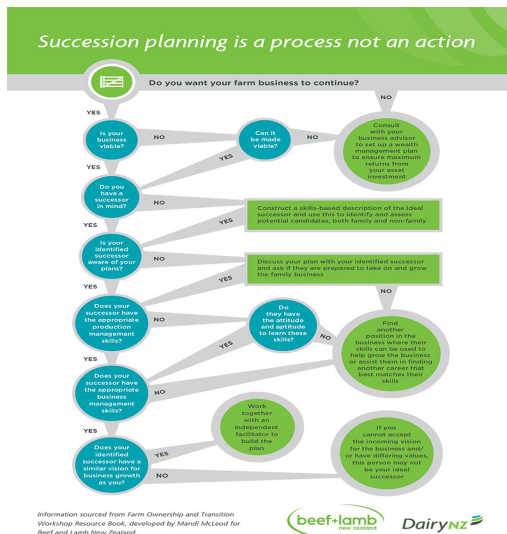 Succession planning is a process not an action
Do you want your farm business to continue?
YES
NO
Is your
business
viable?
NO
Can it
be made
viable?
NO
Consult
with your
business advisor
to set up a wealth
management plan
to ensure maximum
returns from
your asset
investment
YES
YES
Do you
have a
successor
in mind?
NO
Construct a skills-based description of the ideal
successor and use this to identify and assess
potential candidates, both family and non-family
YES
YES
Is your
identified
successor
aware of your
plans?
NO
Discuss your plan with your identified successor
and ask if they are prepared to take on and grow
the family business
YES
YES
NO
Does your
successor have
the appropriate
production
management
skills?
NO
Do
they have
the attitude
and aptitude
to learn these
skills?
NO
Find
another
position in the
business where their
skills can be used to
help grow the business
or assist them in finding
another career that
best matches their
skills
YES
YES
Does your
successor have
the appropriate
business
management
skills?
NO
YES
Work
together
with an
independent
facilitator to
build the
plan
Does your
identified
successor have a
similar vision for
business growth
as you?
YES
NO
If you
cannot accept
the incoming vision
for the business and/
or have differing values,
this person may not
be your ideal
successor
Information sourced from Farm Ownership and Transition
Workshop Resource Book, developed by Mandi McLeod for
Beef and Lamb New Zealand
beef+lamb
new zealand
DairyNZ